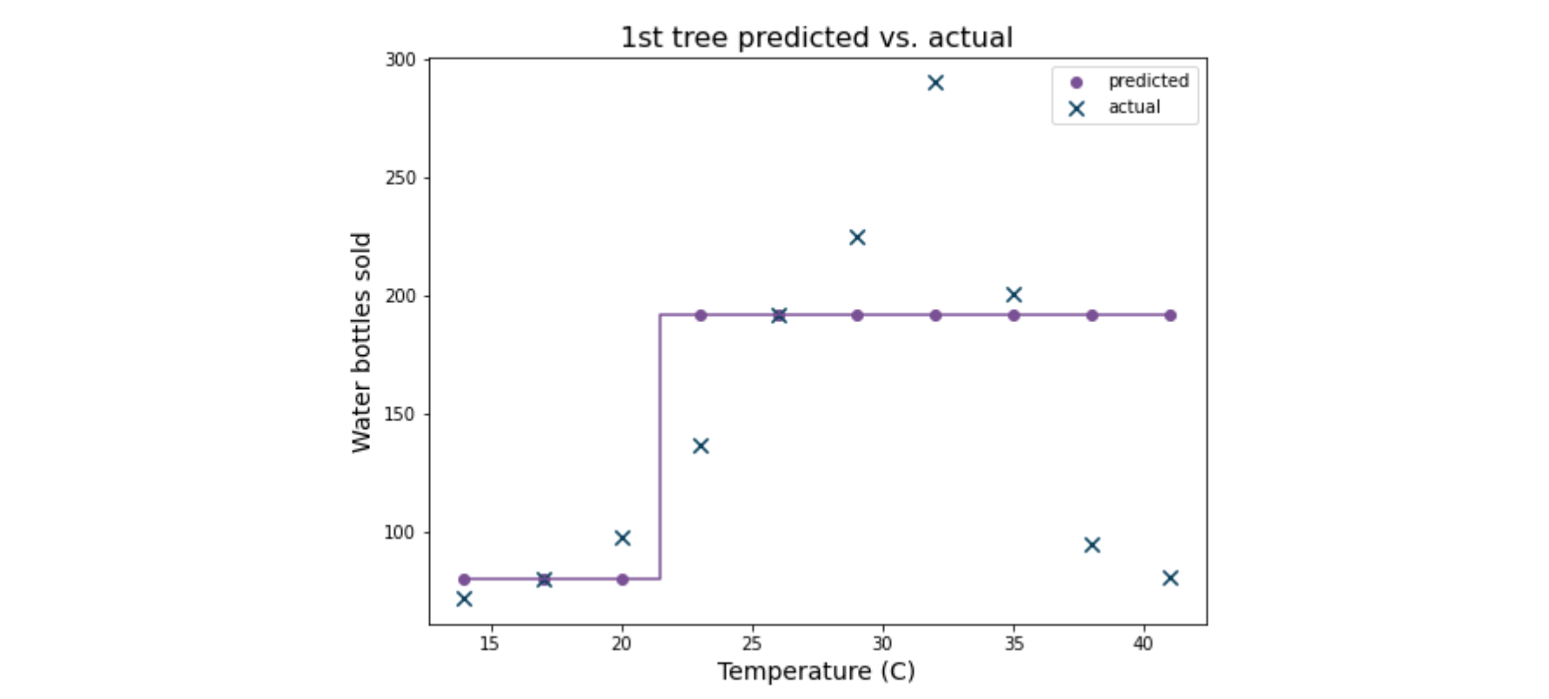 1st tree predicted vs. actual
300
250
200
150
100
Water bottles sold
predicted
actual
15 20 25 30 35 40
Temperature (C)